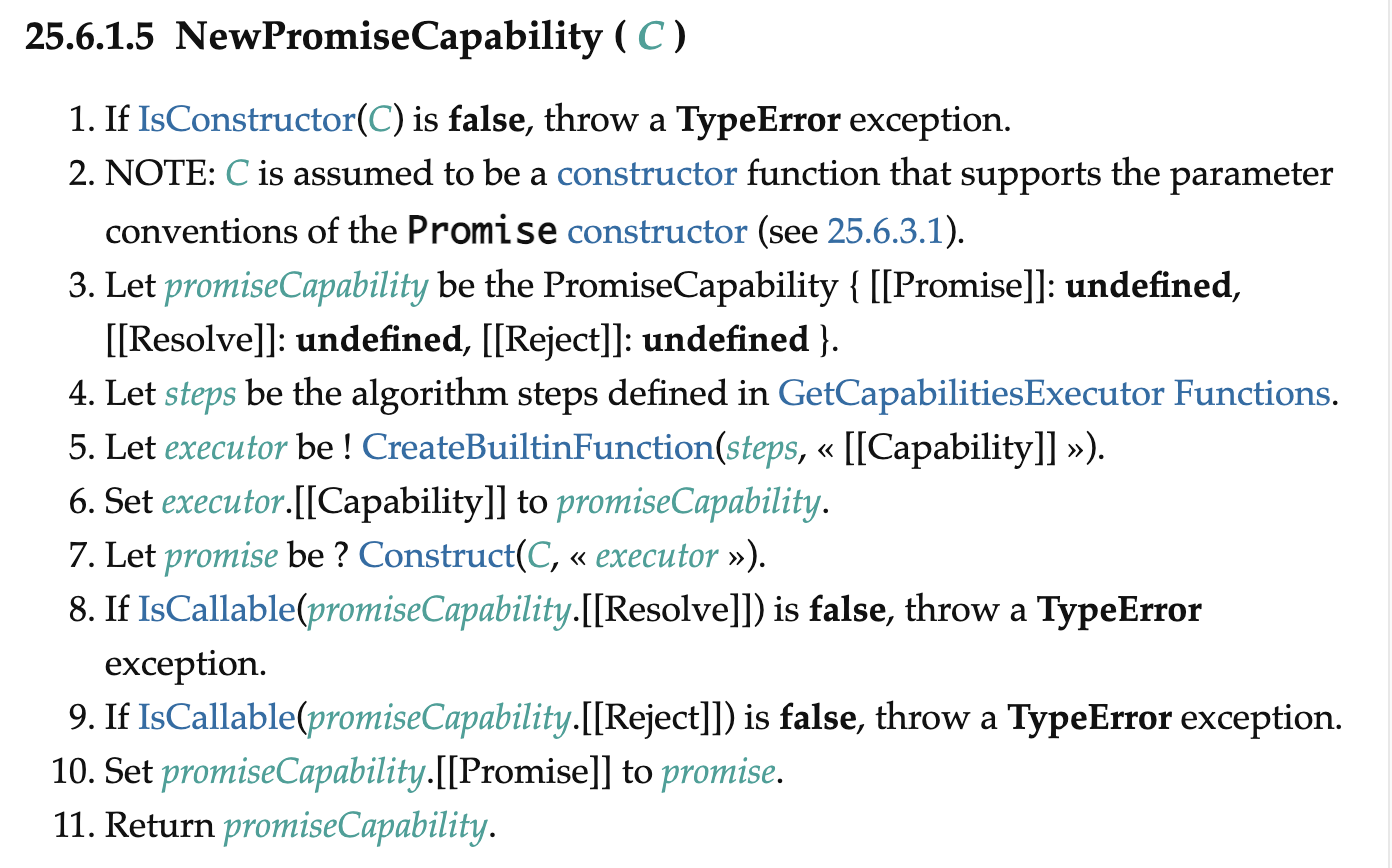 25.6.1.5 NewPromiseCapability ( C )
1. If IsConstructor(C) is false, throw a TypeError exception.
2. NOTE: C is assumed to be a constructor function that supports the parameter
conventions of the Promise constructor (see 25.6.3.1).
3. Let promiseCapability be the PromiseCapability { [[Promise]]: undefined,
[[Resolve]]: undefined, [[Reject]]: undefined }.
4. Let steps be the algorithm steps defined in GetCapabilitiesExecutor Functions.
5. Let executor be ! CreateBuiltinFunction(steps, « [[Capability]] »).
6. Set executor.[[Capability]] to promiseCapability.
7. Let promise be ? Construct(C, « executor »).
8. If IsCallable(promiseCapability.[[Resolve]]) is false, throw a TypeError
exception.
9. If IsCallable(promiseCapability.[[Reject]]) is false, throw a TypeError exception.
10. Set promiseCapability.[[Promise]] to promise.
11. Return promiseCapability.